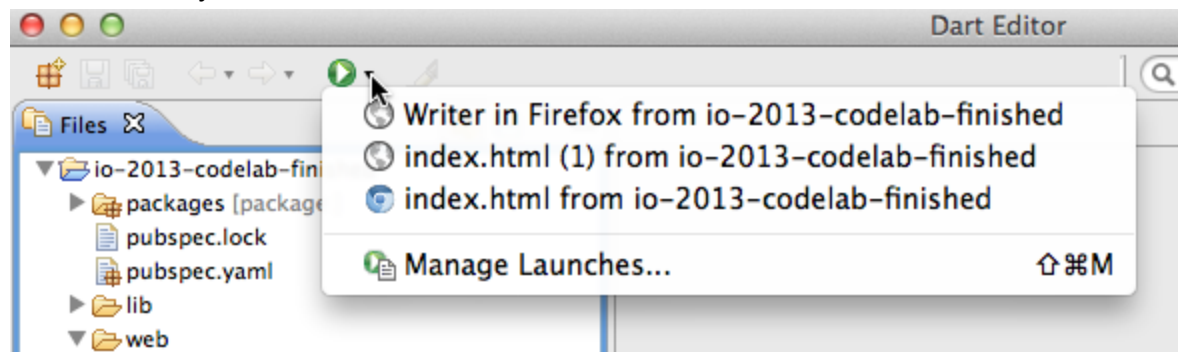 Dart Editor
Files
Writer in Firefox from io-2013-codelab-finished
index.html (1) from io-2013-codelab-finished
index.html from io-2013-codelab-finished
Manage Launches... ⇧⌘M
io-2013-codelab-fini
packages [package
pubspec.lock
pubspec.yaml
lib
web